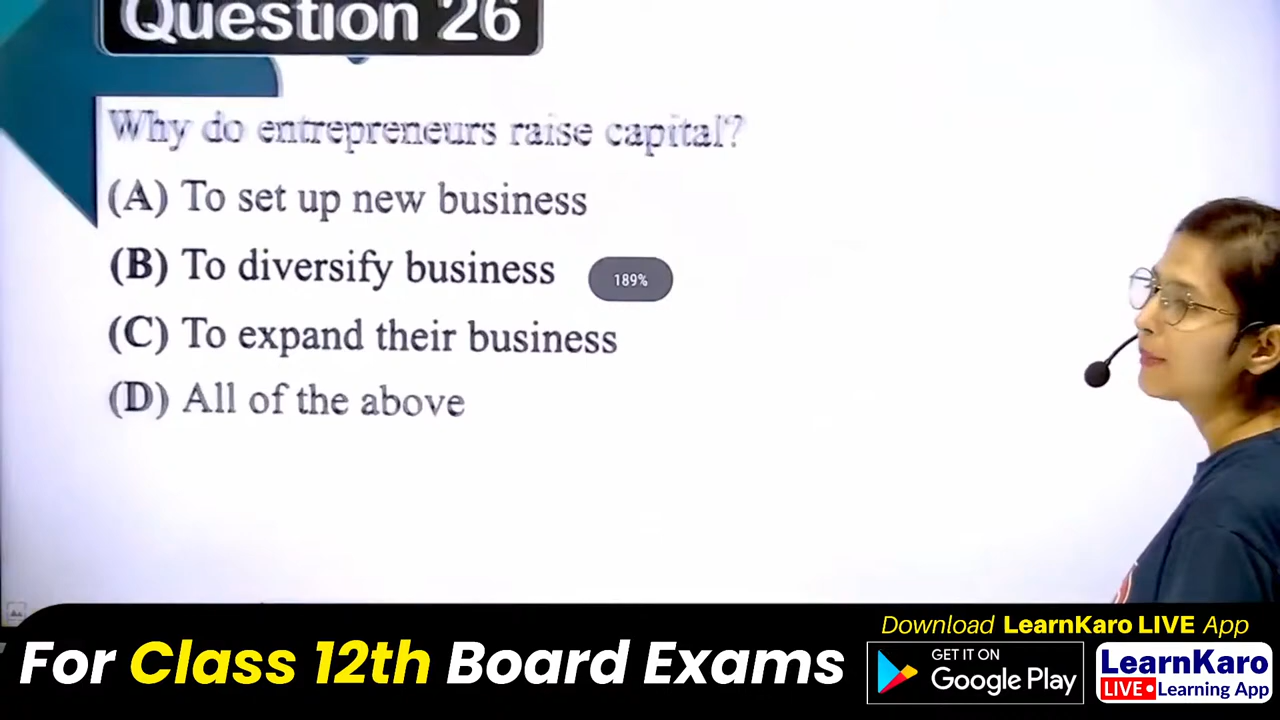 Question 26
Why do entrepreneurs raise capital?
(A) To set up new business
(B) To diversify business
189%
(C) To expand their business
(D) All of the above
For Class 12th Board Exams
Download LearnKaro LIVE App
GET IT ON
Google Play
LearnKaro
LIVE • Learning App